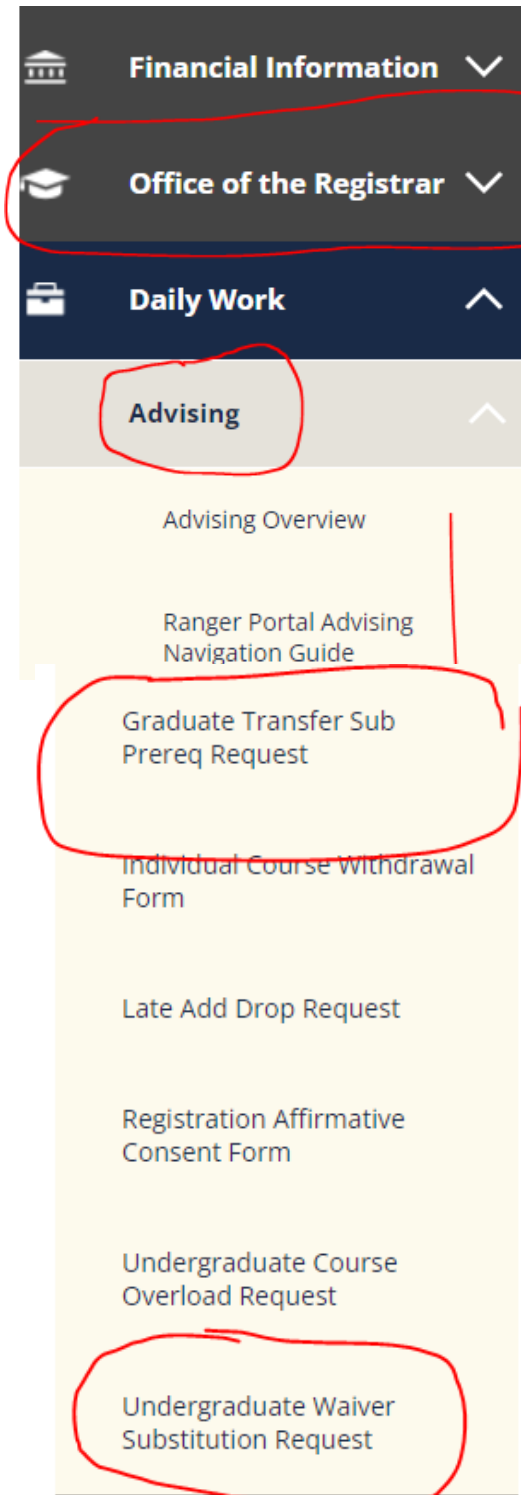 Financial Information
Office of the Registrar
Daily Work
Advising
Advising Overview
Ranger Portal Advising
Navigation Guide
Graduate Transfer Sub
Prereq Request
Individual Course Withdrawal
Form
Late Add Drop Request
Registration Affirmative
Consent Form
Undergraduate Course
Overload Request
Undergraduate Waiver
Substitution Request